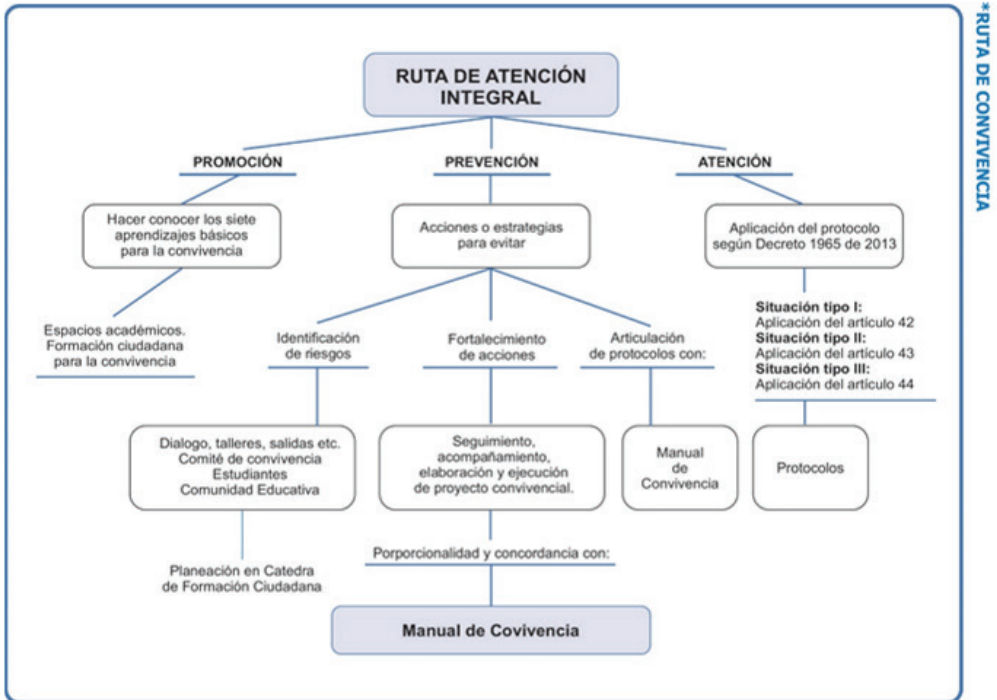 *RUTA DE CONVIVENCIA
RUTA DE ATENCIÓN
INTEGRAL
PROMOCIÓN
PREVENCIÓN
ATENCIÓN
Hacer conocer los siete
aprendizajes básicos
para la convivencia
Acciones o estrategias
para evitar
Aplicación del protocolo
según Decreto 1965 de 2013
Espacios académicos.
Formación ciudadana
para la convivencia
Identificación
de riesgos
Fortalecimiento
de acciones
Articulación
de protocolos con:
Situación tipo I:
Aplicación del artículo 42
Situación tipo II:
Aplicación del artículo 43
Situación tipo III:
Aplicación del artículo 44
Dialogo, talleres, salidas etc.
Comité de convivencia
Estudiantes
Comunidad Educativa
Seguimiento,
acompañamiento,
elaboración y ejecución
de proyecto convivencial.
Manual
de
Convivencia
Protocolos
Planeación en Catedra
de Formación Ciudadana
Porporcionalidad y concordancia con:
Manual de Covivencia